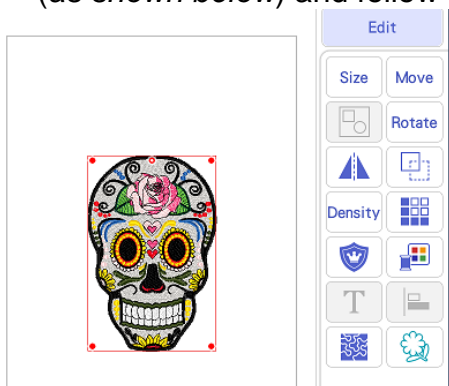 (as shown below) and follow
Edit
Size Move
Rotate
Density
T